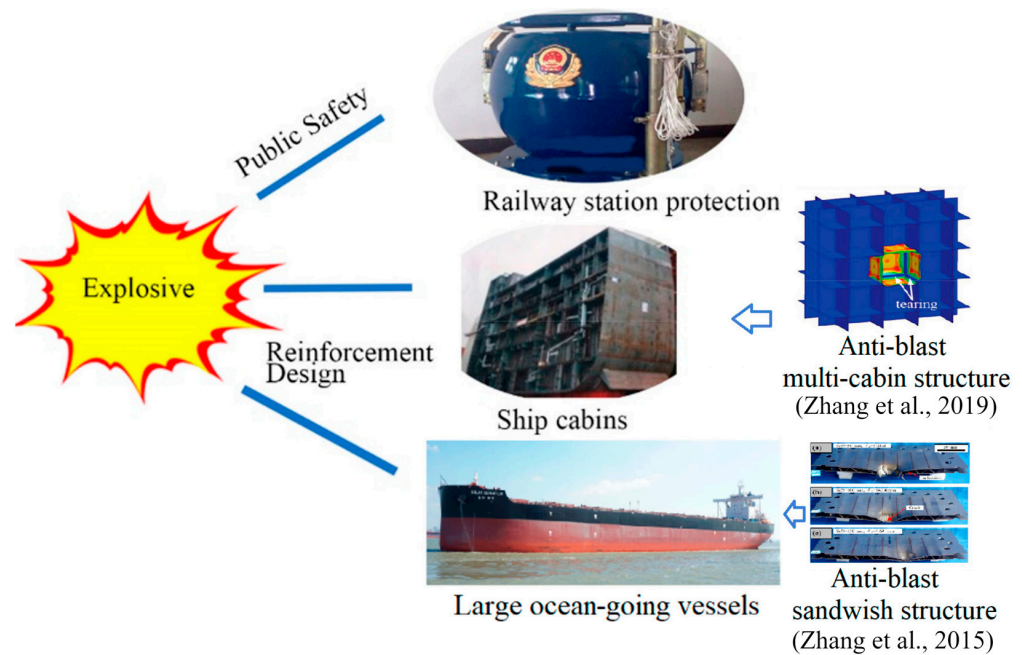 Public Safety
Railway station protection
Explosive
tearing
Reinforcement
Design
Anti-blast
multi-cabin structure
(Zhang et al., 2019)
Ship cabins
Large ocean-going vessels
(a)
(b)
Anti-blast
sandwish structure
(Zhang et al., 2015)